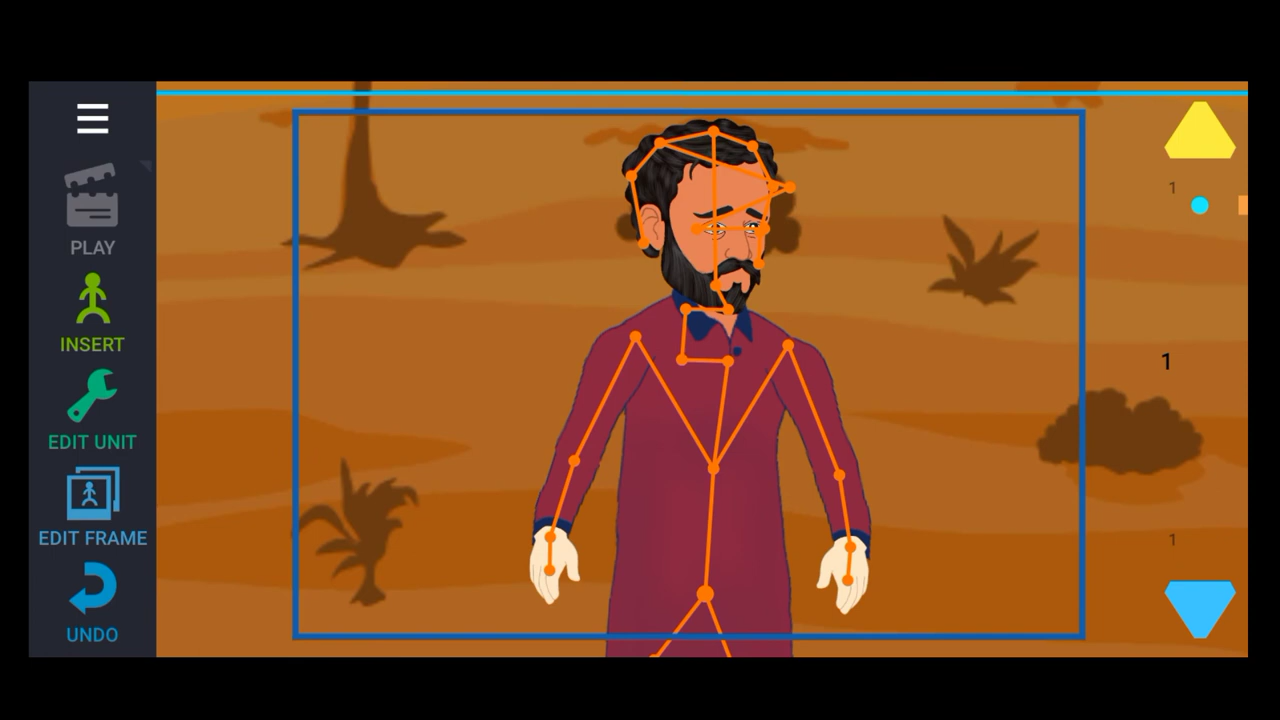 PLAY
INSERT
EDIT UNIT
EDIT FRAME
UNDO
1
1
1